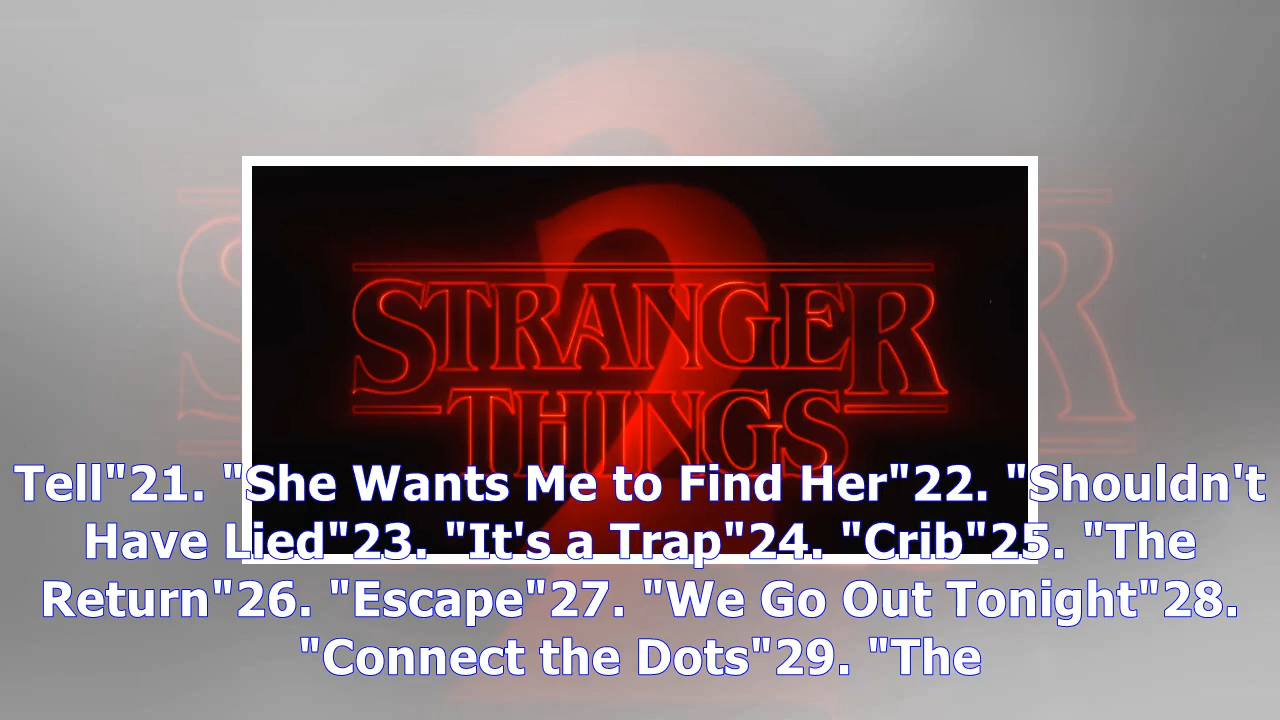 2
STRANGER
THINGS
Tell"21. "She Wants Me to Find Her"22. "Shouldn't
Have Lied"23. "It's a Trap"24. "Crib"25. "The
Return"26. "Escape"27. "We Go Out Tonight"28.
"Connect the Dots"29. "The